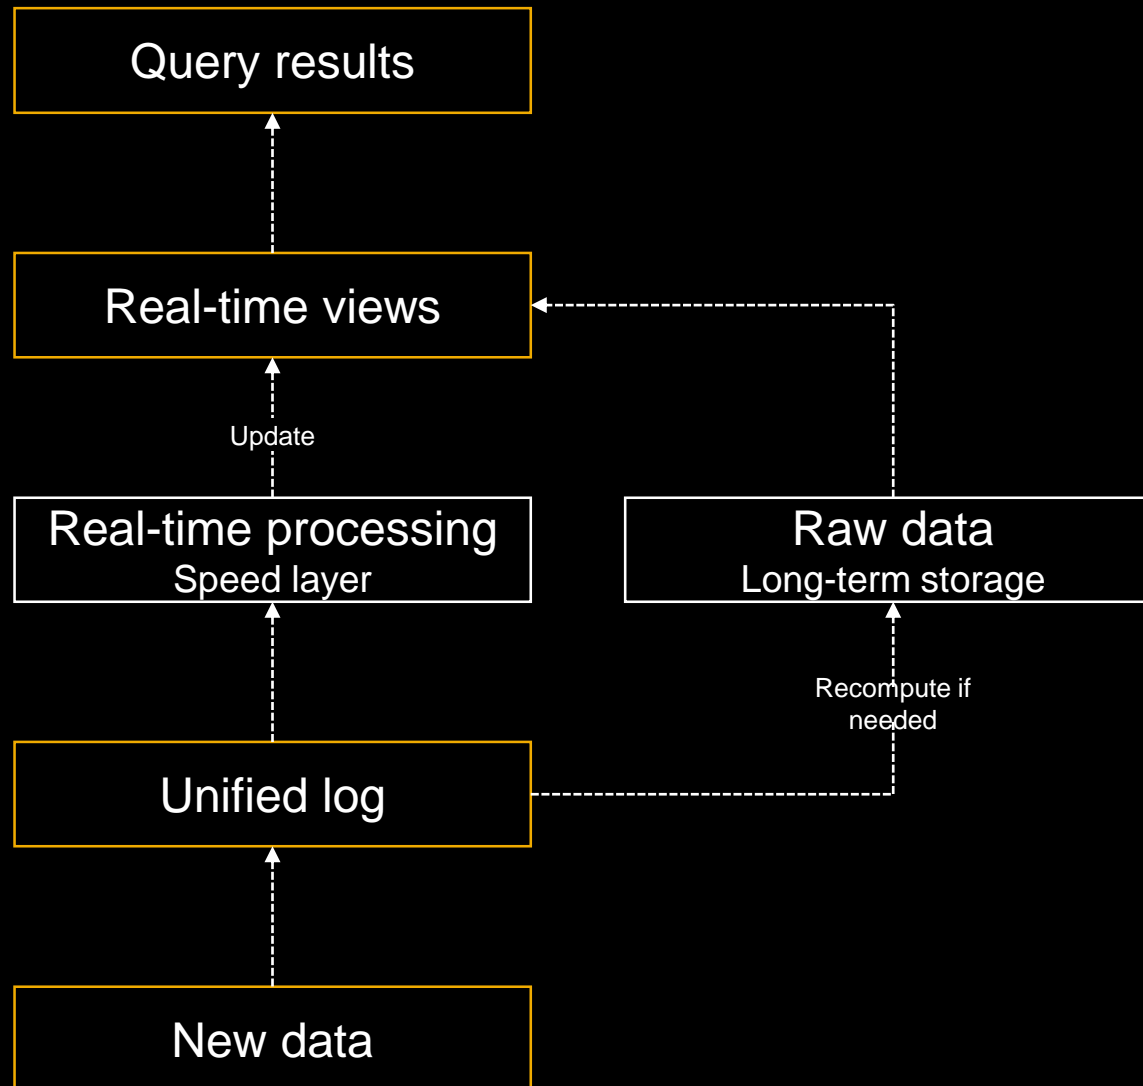 Query results
Real-time views
Update
Real-time processing
Speed layer
Raw data
Long-term storage
Recompute if
needed
Unified log
New data